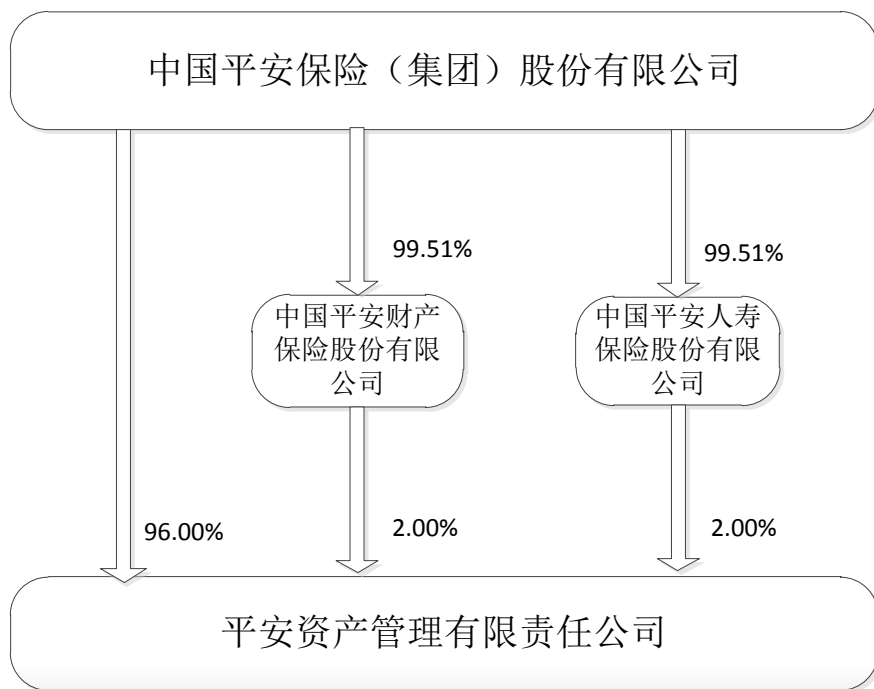 中国平安保险（集团）股份有限公司
99.51%
99.51%
中国平安财产
保险股份有限
公司
中国平安人寿
保险股份有限
公司
96.00%
2.00%
2.00%
平安资产管理有限责任公司